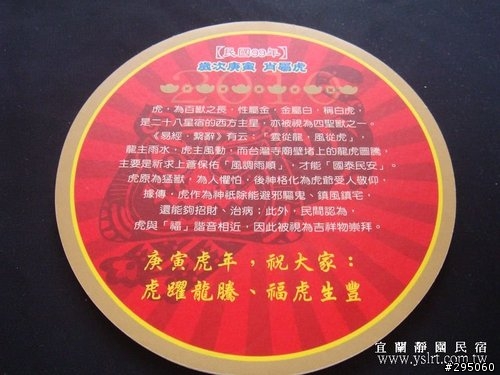 【民國99年】
歲次庚寅 肖屬虎
虎，為百獸之長，性屬金，金屬白，稱白虎，
是二十八星宿的西方主星，亦被視為四聖獸之一。
《易經‧繫辭》有云：「雲從龍，風從虎」，
龍主雨水，虎主風動，而台灣寺廟壁堵上的龍虎圖騰，
主要是祈求上蒼保佑「風調雨順」，才能「國泰民安」。
虎原為猛獸，為人懼怕，後神格化為虎爺受人敬仰，
據傳，虎作為神祇除能避邪驅鬼、鎮風鎮宅，
還能夠招財、治病；此外，民間認為，
虎與「福」諧音相近，因此被視為吉祥物崇拜。
庚寅虎年，祝大家：
虎躍龍騰、福虎生豐
宜蘭靜園民宿
www.yslrt.com.tw
#295060